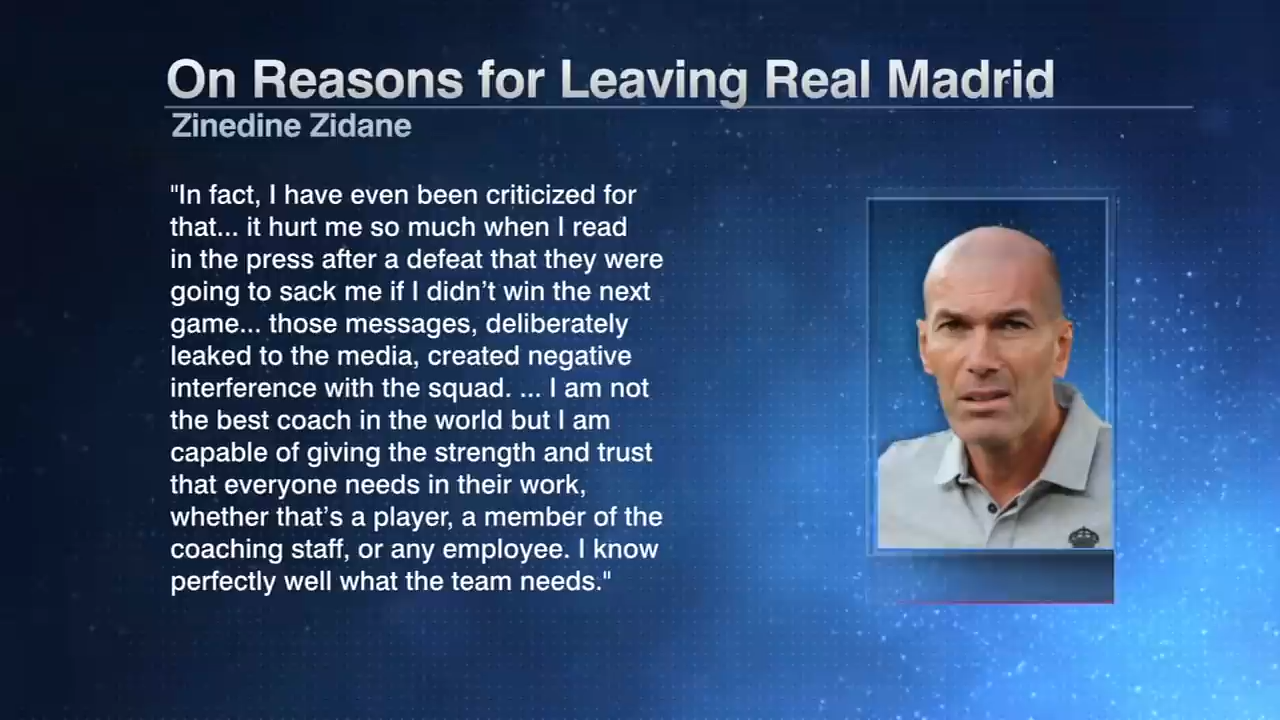 On Reasons for Leaving Real Madrid
Zinedine Zidane
"In fact, I have even been criticized for
that... it hurt me so much when I read
in the press after a defeat that they were
going to sack me if I didn’t win the next
game... those messages, deliberately
leaked to the media, created negative
interference with the squad. ... I am not
the best coach in the world but I am
capable of giving the strength and trust
that everyone needs in their work,
whether that’s a player, a member of the
coaching staff, or any employee. I know
perfectly well what the team needs."